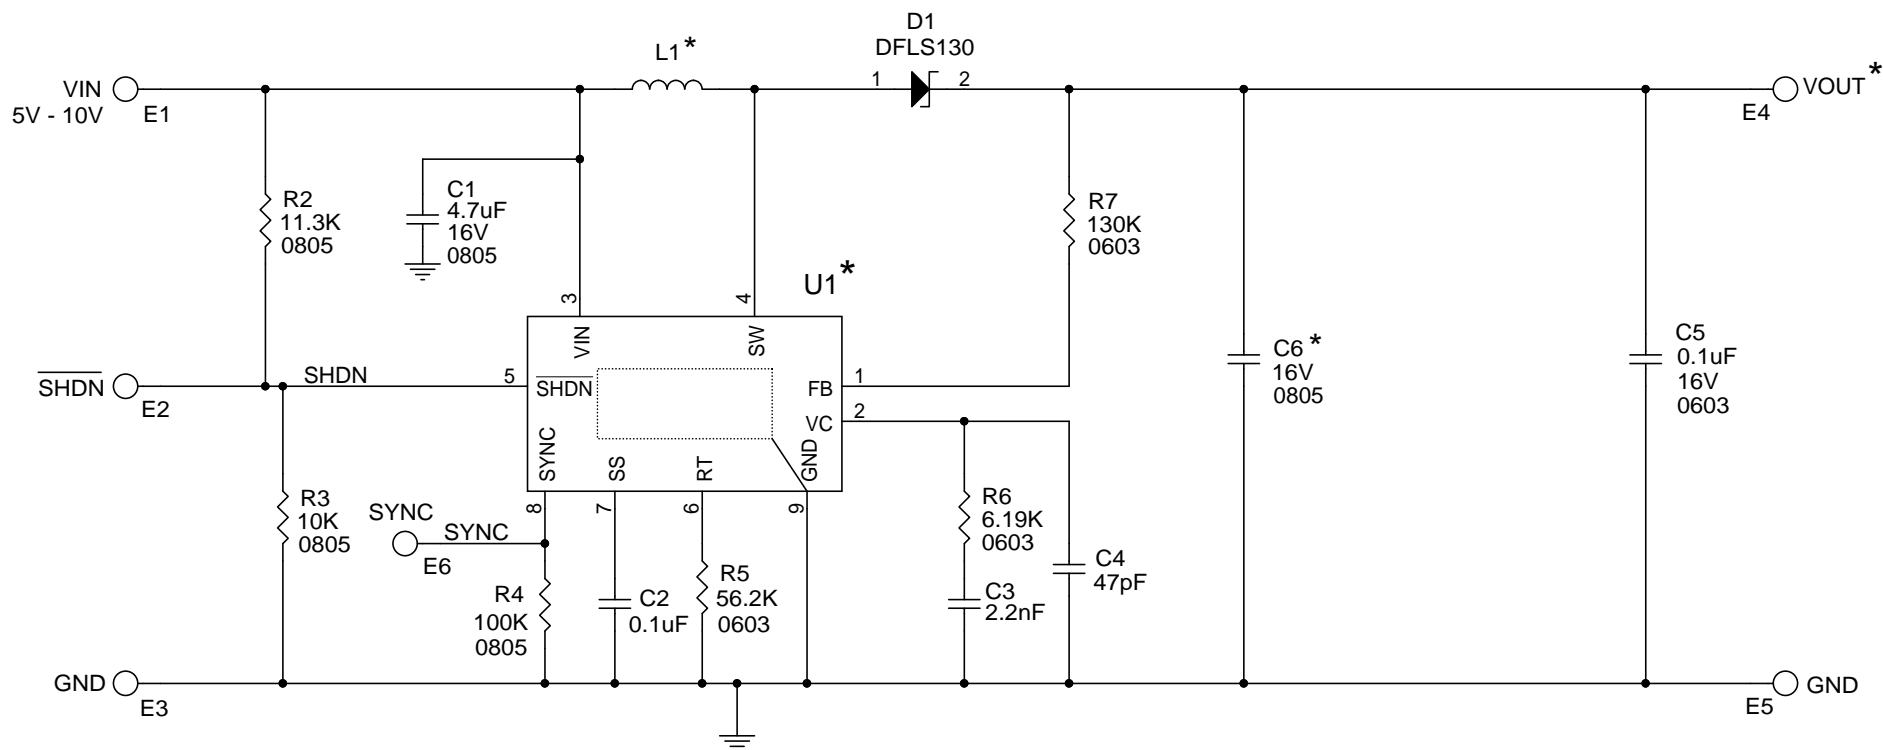 D1
DFLS130
L1*
1
2
VIN
5V - 10V
E1
VOUT*
E4
R2
11.3K
0805
C1
4.7uF
16V
0805
R7
130K
0603
U1*
3
4
VIN
SW
C6*
16V
0805
C5
0.1uF
16V
0603
SHDN
E2
SHDN
5
SHDN
FB
1
VC
2
SYNC
SS
RT
GND
8
7
6
9
R3
10K
0805
SYNC
SYNC
E6
R6
6.19K
0603
C4
47pF
R4
100K
0805
C2
0.1uF
R5
56.2K
0603
C3
2.2nF
GND
E3
GND
E5